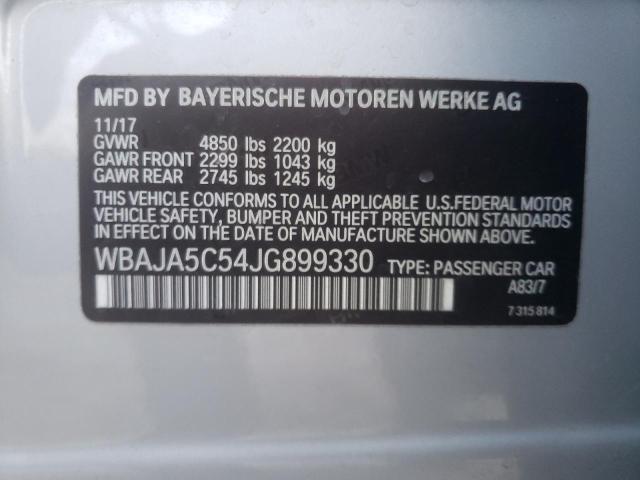 MFD BY BAYERISCHE MOTOREN WERKE AG
11/17
GVWR 4850 lbs 2200 kg
GAWR FRONT 2299 lbs 1043 kg
GAWR REAR 2745 lbs 1245 kg
THIS VEHICLE CONFORMS TO ALL APPLICABLE U.S.FEDERAL MOTOR
VEHICLE SAFETY, BUMPER AND THEFT PREVENTION STANDARDS
IN EFFECT ON THE DATE OF MANUFACTURE SHOWN ABOVE.
WBAJA5C54JG899330 TYPE: PASSENGER CAR
A83/7
7 315 814